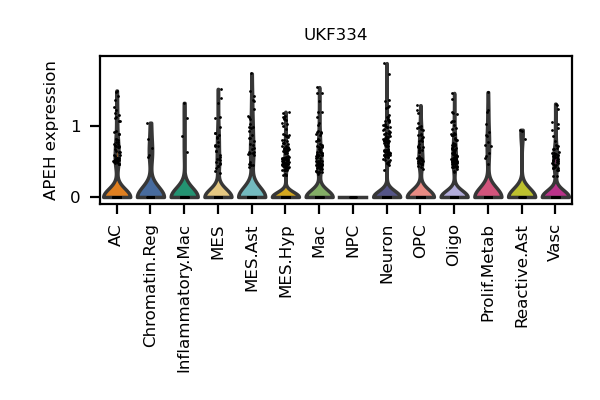 UKF334
APEH expression
1
0
AC
Chromatin.Reg
Inflammatory.Mac
MES
MES.Ast
MES.Hyp
Mac
NPC
Neuron
OPC
Oligo
Prolif.Metab
Reactive.Ast
Vasc